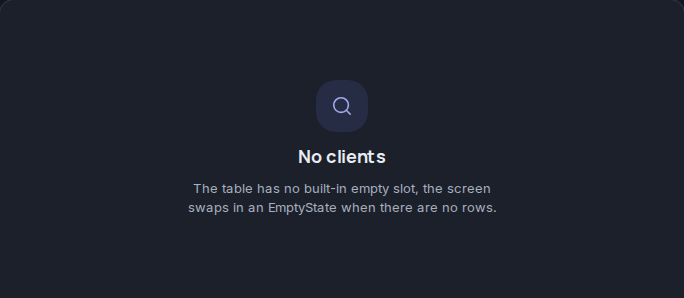 No clients
The table has no built-in empty slot, the screen
swaps in an EmptyState when there are no rows.